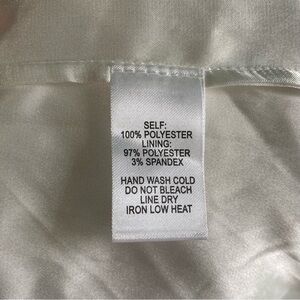 SELF:
100% POLYESTER
LINING:
97% POLYESTER
3% SPANDEX
HAND WASH COLD
DO NOT BLEACH
LINE DRY
IRON LOW HEAT